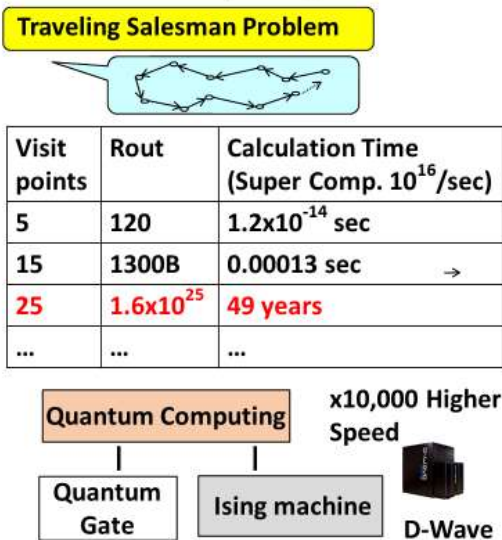 Traveling Salesman Problem
Visit points
Rout
Calculation Time
(Super Comp. 10^16/sec)
5
120
1.2x10^-14 sec
15
1300B
0.00013 sec →
25
1.6x10^25
49 years
...
...
...
Quantum Computing
x10,000 Higher
Speed
Quantum
Gate
Ising machine
D-Wave